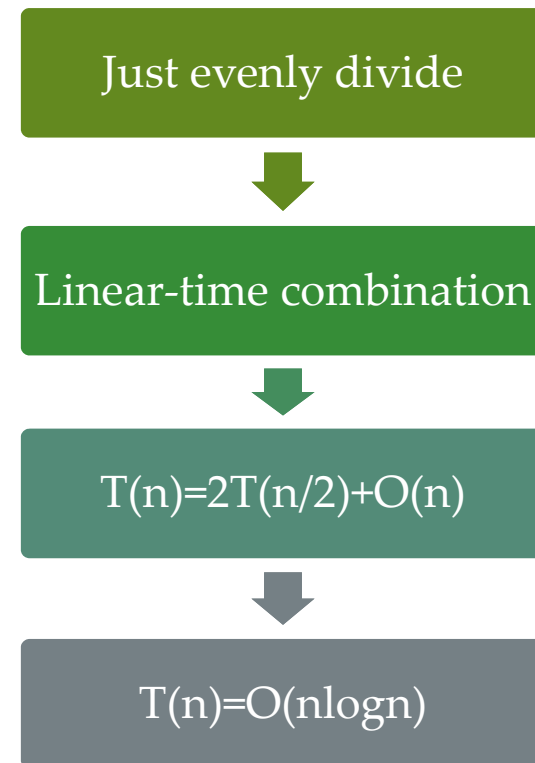 Just evenly divide
Linear-time combination
T(n)=2T(n/2)+O(n)
T(n)=O(nlogn)